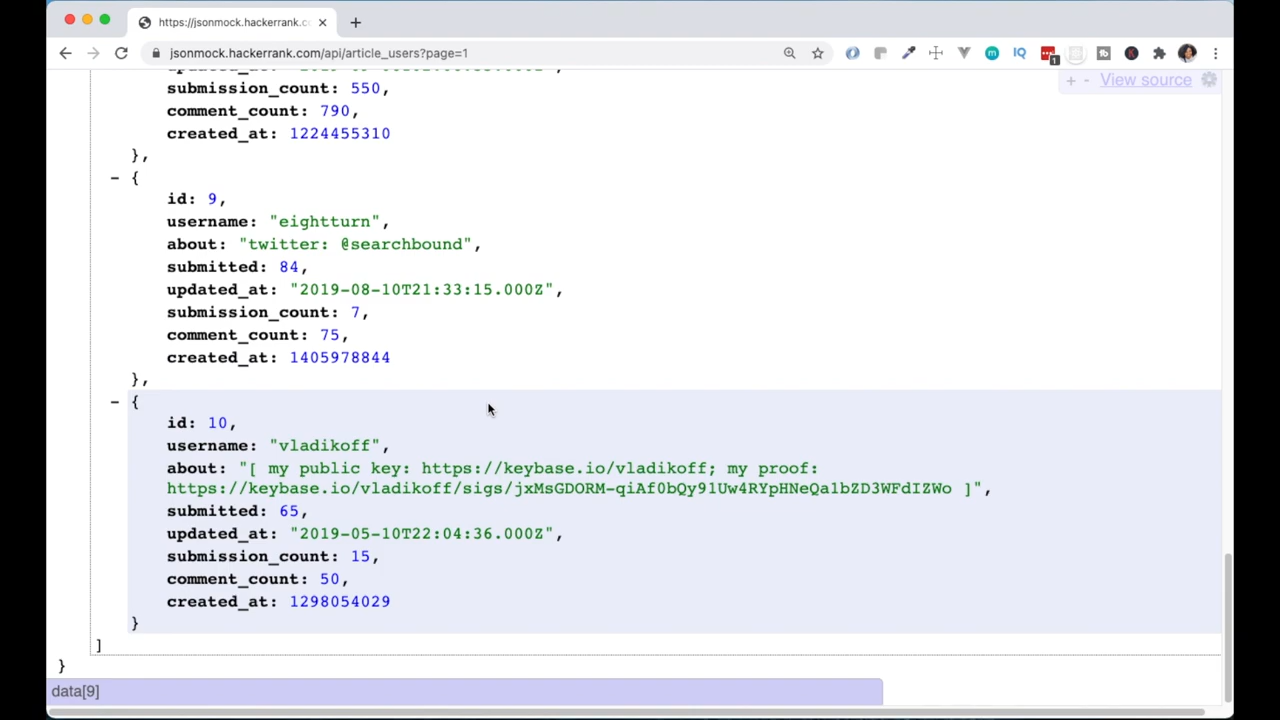 https://jsonmock.hackerrank.co
jsonmock.hackerrank.com/api/article_users?page=1
IQ
1
+ - View source
submission_count: 550,
comment_count: 790,
created_at: 1224455310
},
- {
id: 9,
username: "eightturn",
about: "twitter: @searchbound",
submitted: 84,
updated_at: "2019-08-10T21:33:15.000Z",
submission_count: 7,
comment_count: 75,
created_at: 1405978844
},
- {
id: 10,
username: "vladikoff",
about: "[ my public key: https://keybase.io/vladikoff; my proof:
https://keybase.io/vladikoff/sigs/jxMsGDORM-qiAf0bQy91Uw4RYpHNeQa1bZD3WFdIZWo ]",
submitted: 65,
updated_at: "2019-05-10T22:04:36.000Z",
submission_count: 15,
comment_count: 50,
created_at: 1298054029
}
]
}
data[9]